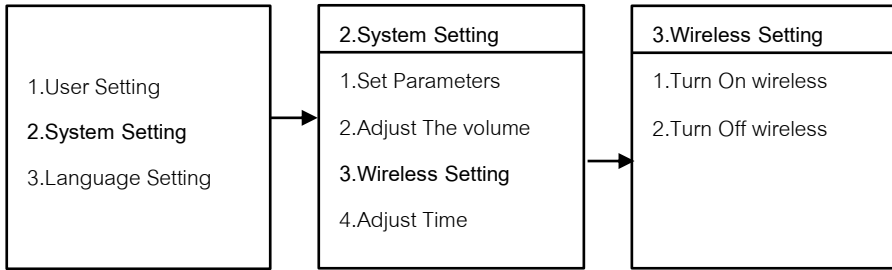 1.User Setting
2.System Setting
3.Language Setting
2.System Setting
1.Set Parameters
2.Adjust The volume
3.Wireless Setting
4.Adjust Time
3.Wireless Setting
1.Turn On wireless
2.Turn Off wireless